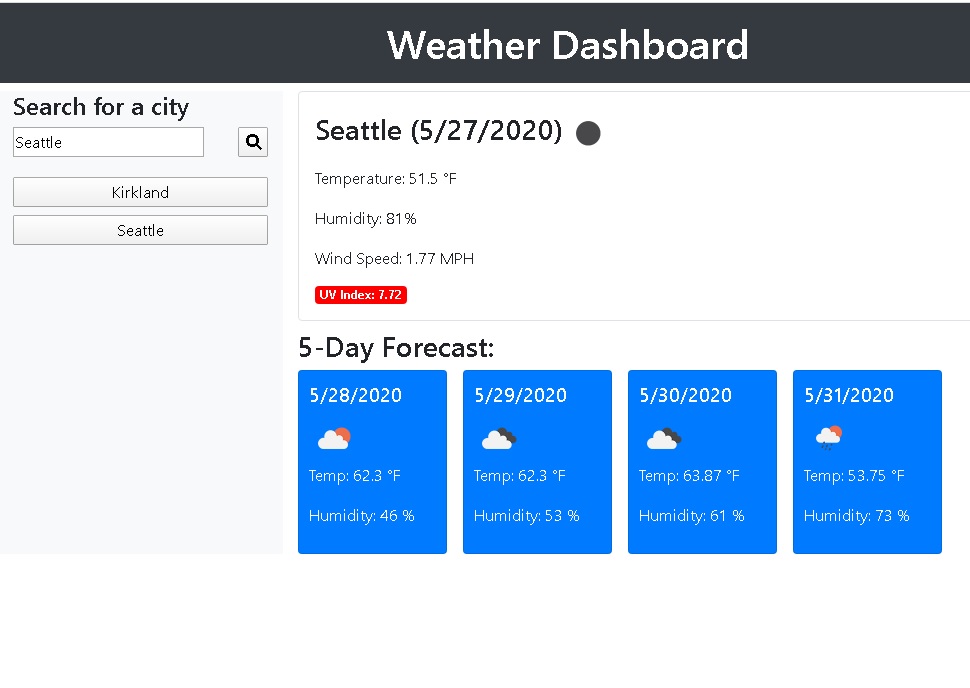 Weather Dashboard
Search for a city
Seattle
Kirkland
Seattle
Seattle (5/27/2020)
Temperature: 51.5 °F
Humidity: 81%
Wind Speed: 1.77 MPH
UV Index: 7.72
5-Day Forecast:
5/28/2020
Temp: 62.3 °F
Humidity: 46 %
5/29/2020
Temp: 62.3 °F
Humidity: 53 %
5/30/2020
Temp: 63.87 °F
Humidity: 61 %
5/31/2020
Temp: 53.75 °F
Humidity: 73 %